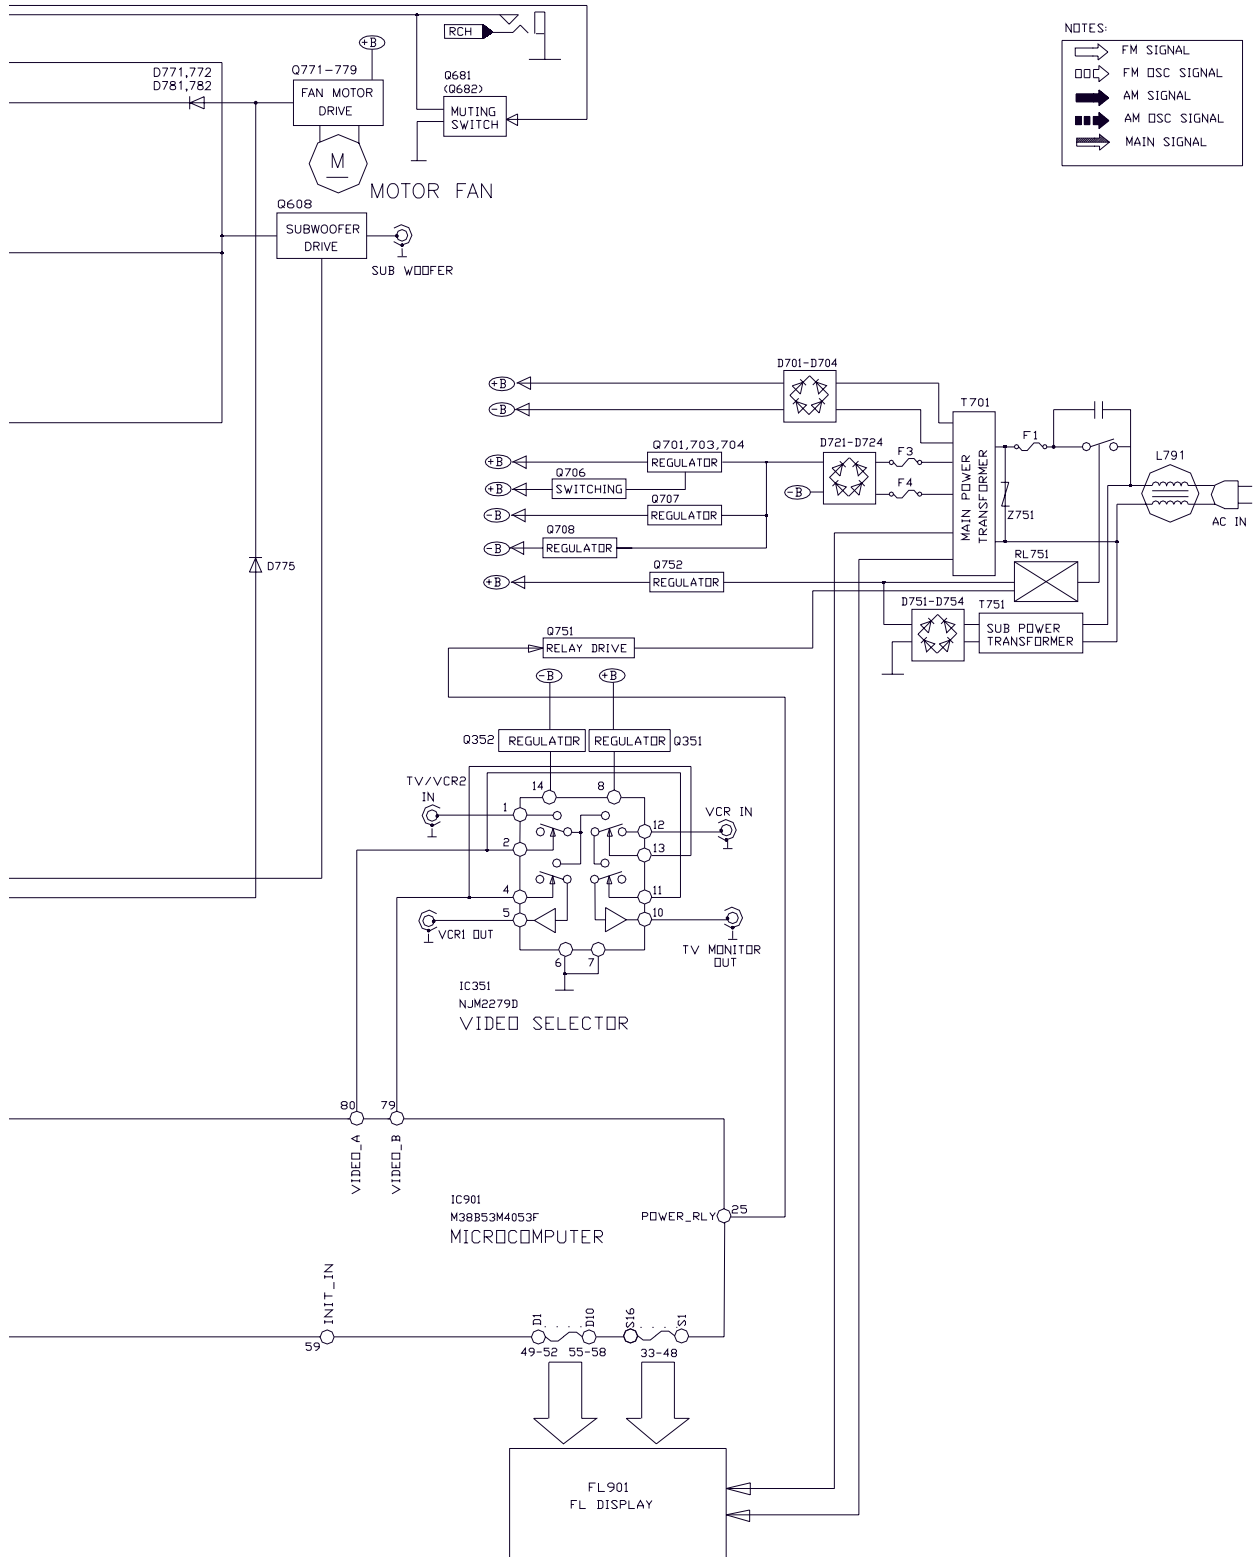 NOTES:
FM SIGNAL
FM OSC SIGNAL
AM SIGNAL
AM OSC SIGNAL
MAIN SIGNAL
RCH
+B
D771,772
D781,782
Q771-779
FAN MOTOR
DRIVE
M
MOTOR FAN
Q681
(Q682)
MUTING
SWITCH
Q608
SUBWOOFER
DRIVE
SUB WOOFER
D701-D704
+B
-B
T701
MAIN POWER
TRANSFORMER
F1
L791
AC IN
Z751
Q701,703,704
+B
REGULATOR
D721-D724
F3
F4
-B
Q706
+B
SWITCHING
Q707
-B
REGULATOR
Q708
-B
REGULATOR
Q752
+B
REGULATOR
RL751
D775
D751-D754
T751
SUB POWER
TRANSFORMER
Q751
RELAY DRIVE
-B
+B
Q352
REGULATOR
REGULATOR
Q351
TV/VCR2
IN
14
8
1
12
VCR IN
2
13
4
11
5
10
VCR1 OUT
TV MONITOR
OUT
6
7
IC351
NJM2279D
VIDEO SELECTOR
80
79
VIDEO_A
VIDEO_B
IC901
M38B53M4053F
MICROCOMPUTER
POWER_RLY
25
INIT_IN
59
D1
. . . .
D10
S16
. . . .
S1
49-52
55-58
33-48
FL901
FL DISPLAY